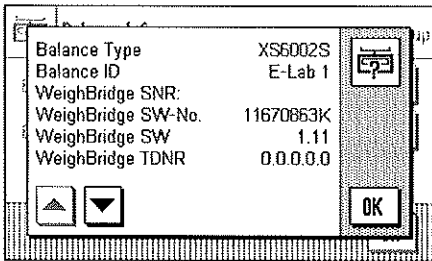 Balance Type XS6002S
Balance ID E-Lab 1
WeighBridge SNR:
WeighBridge SW-No. 11670863K
WeighBridge SW 1.11
WeighBridge TDNR 0.0.0.0.0
OK